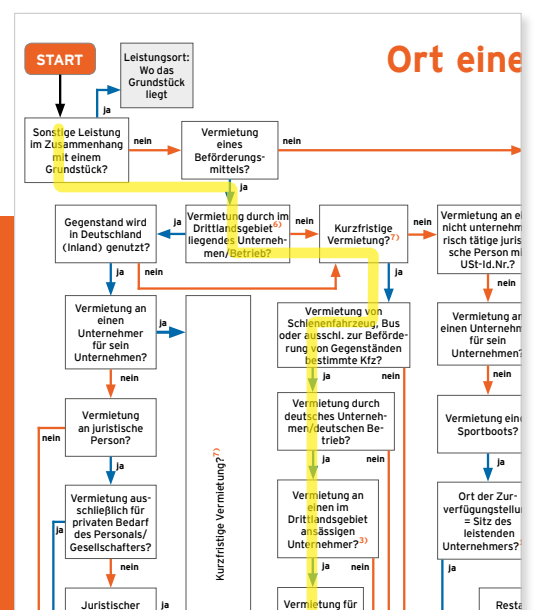 START
Leistungsort:
Wo das
Grundstück
liegt
Ort eine
ja
Sonstige Leistung
im Zusammenhang
mit einem
Grundstück?
nein
Vermietung
eines
Beförderungs-
mittels?
nein
ja
Gegenstand wird
in Deutschland
(Inland) genutzt?
ja
Vermietung durch im
Drittlandsgebiet6)
liegendes Unterneh-
men/Betrieb?
nein
Kurzfristige
Vermietung?7)
nein
Vermietung an ei
nicht unternehm
risch tätige juris
sche Person mi
USt-Id.Nr.?
ja
nein
ja
nein
Vermietung an
einen
Unternehmer
für sein
Unternehmen?
ja
Vermietung von
Schienenfahrzeug, Bus
oder ausschl. zur Beförde-
rung von Gegenständen
bestimmte Kfz?
Vermietung an
einen Unternehm
für sein
Unternehmen?
nein
ja
nein
nein
Vermietung
an juristische
Person?
nein
Vermietung durch
deutsches Unterneh-
men/deutschen Be-
trieb?
Vermietung eine
Sportboots?
ja
ja
nein
ja
Kurzfristige Vermietung?7)
Vermietung aus-
schließlich für
privaten Bedarf
des Personals/
Gesellschafters?
ja
Vermietung an
einen im
Drittlandsgebiet
ansässigen
Unternehmer?3)
Ort der Zur-
verfügungstellu
= Sitz des
leistenden
Unternehmers?
nein
ja
nein
ja
Juristischer
ja
Vermietung für
Resta